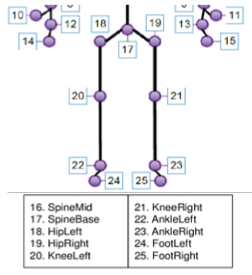 10
12
11
13
14
15
18
19
17
20
21
22
23
24
25
16. SpineMid
17. SpineBase
18. HipLeft
19. HipRight
20. KneeLeft
21. KneeRight
22. AnkleLeft
23. AnkleRight
24. FootLeft
25. FootRight